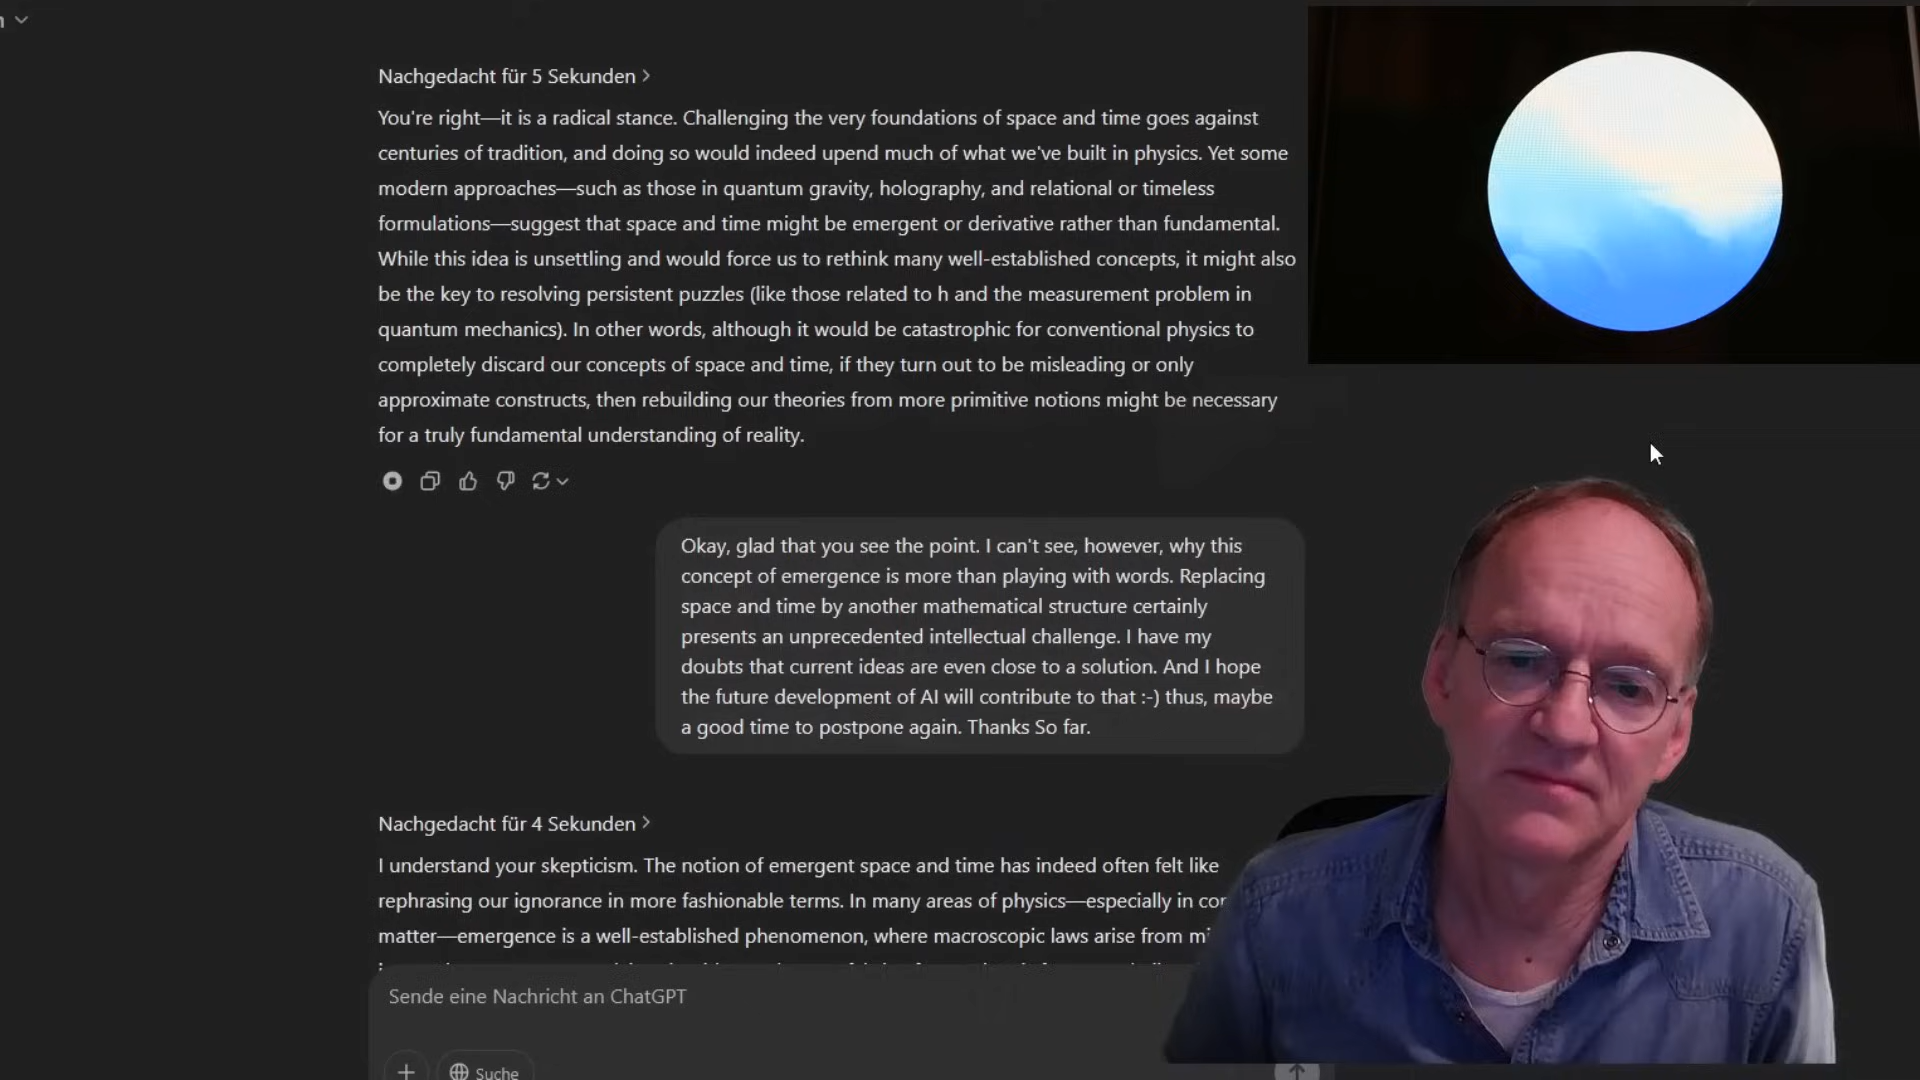 Nachgedacht für 5 Sekunden
You're right—it is a radical stance. Challenging the very foundations of space and time goes against
centuries of tradition, and doing so would indeed upend much of what we've built in physics. Yet some
modern approaches—such as those in quantum gravity, holography, and relational or timeless
formulations—suggest that space and time might be emergent or derivative rather than fundamental.
While this idea is unsettling and would force us to rethink many well-established concepts, it might also
be the key to resolving persistent puzzles (like those related to h and the measurement problem in
quantum mechanics). In other words, although it would be catastrophic for conventional physics to
completely discard our concepts of space and time, if they turn out to be misleading or only
approximate constructs, then rebuilding our theories from more primitive notions might be necessary
for a truly fundamental understanding of reality.
Okay, glad that you see the point. I can't see, however, why this
concept of emergence is more than playing with words. Replacing
space and time by another mathematical structure certainly
presents an unprecedented intellectual challenge. I have my
doubts that current ideas are even close to a solution. And I hope
the future development of AI will contribute to that :-) thus, maybe
a good time to postpone again. Thanks So far.
Nachgedacht für 4 Sekunden
I understand your skepticism. The notion of emergent space and time has indeed often felt like
rephrasing our ignorance in more fashionable terms. In many areas of physics—especially in
matter—emergence is a well-established phenomenon, where macroscopic laws arise from
Sende eine Nachricht an ChatGPT
Suche